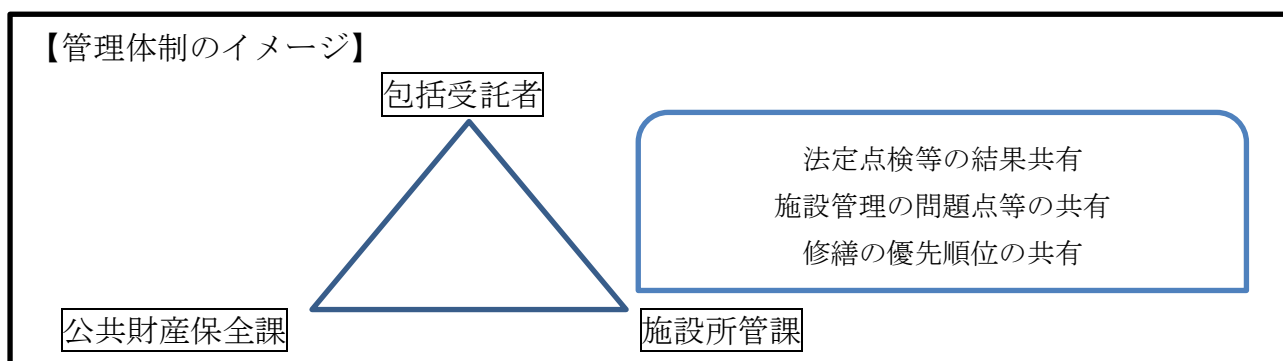 【管理体制のイメージ】
包括受託者
法定点検等の結果共有
施設管理の問題点等の共有
修繕の優先順位の共有
公共財産保全課
施設所管課